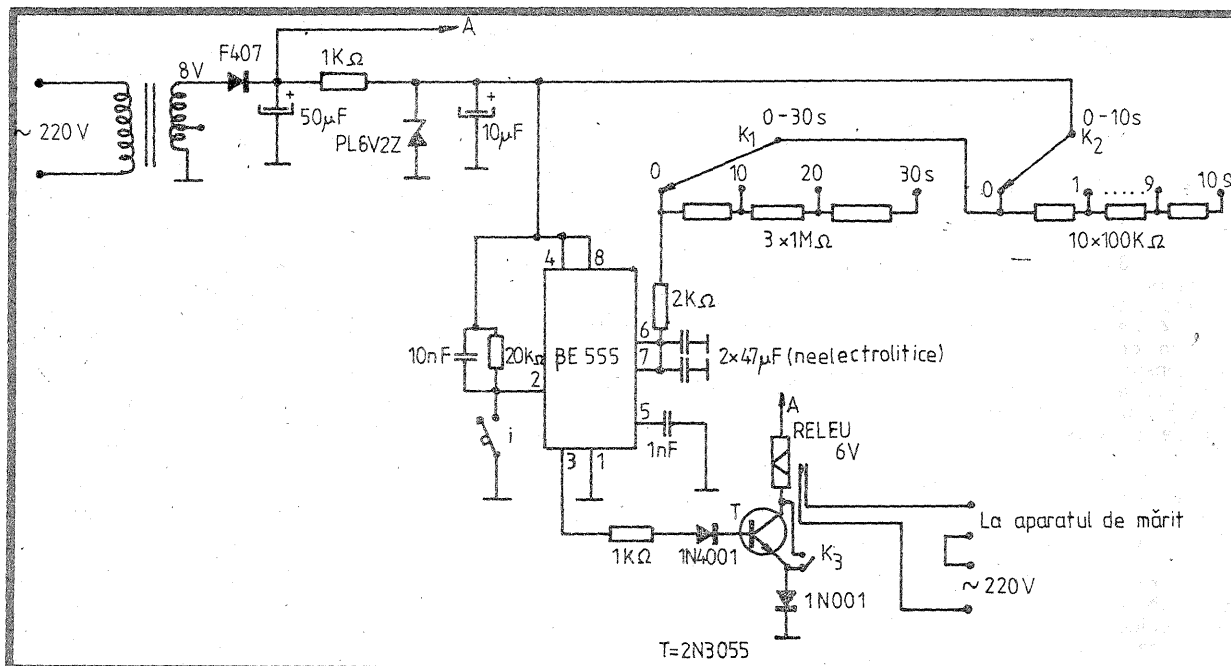 A
F407
1KΩ
8V
+
50µF
~ 220 V
PL6V2Z
+
10µF
0-30s
K1
0-10s
K2
0
10
20
30s
0
1
.....
9
10s
3×1MΩ
10×100KΩ
4
8
2KΩ
10nF
20kΩ
2
βE 555
6
7
2×47µF (neelectrolitice)
i
5
1nF
3
1
A
RELEU
6V
T
1KΩ
1N4001
K3
La aparatul de mărit
~ 220V
1N001
T=2N3055